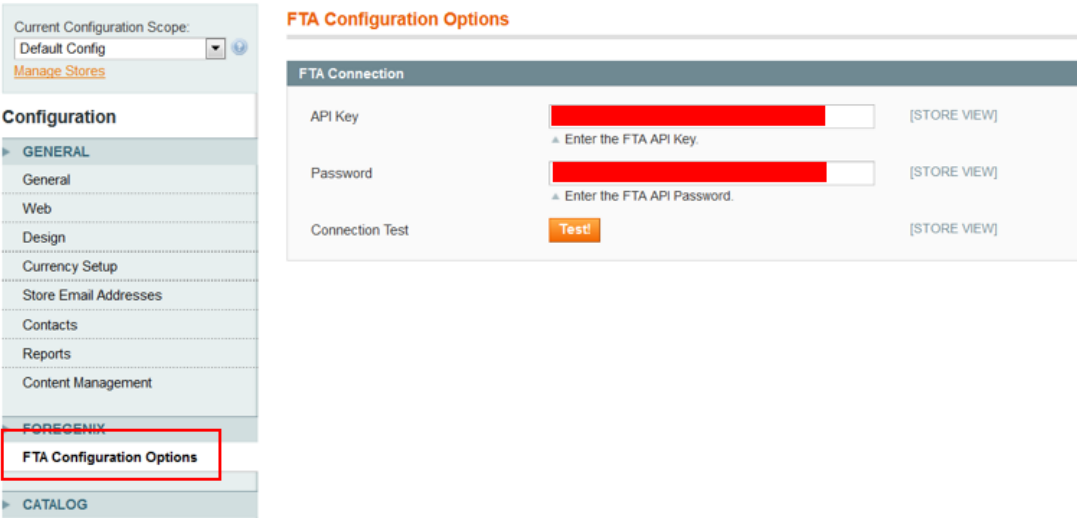 Current Configuration Scope:
Default Config
Manage Stores
Configuration
GENERAL
General
Web
Design
Currency Setup
Store Email Addresses
Contacts
Reports
Content Management
FOREGENIX
FTA Configuration Options
CATALOG
FTA Configuration Options
FTA Connection
API Key [STORE VIEW]
Enter the FTA API Key.
Password [STORE VIEW]
Enter the FTA API Password.
Connection Test Test! [STORE VIEW]